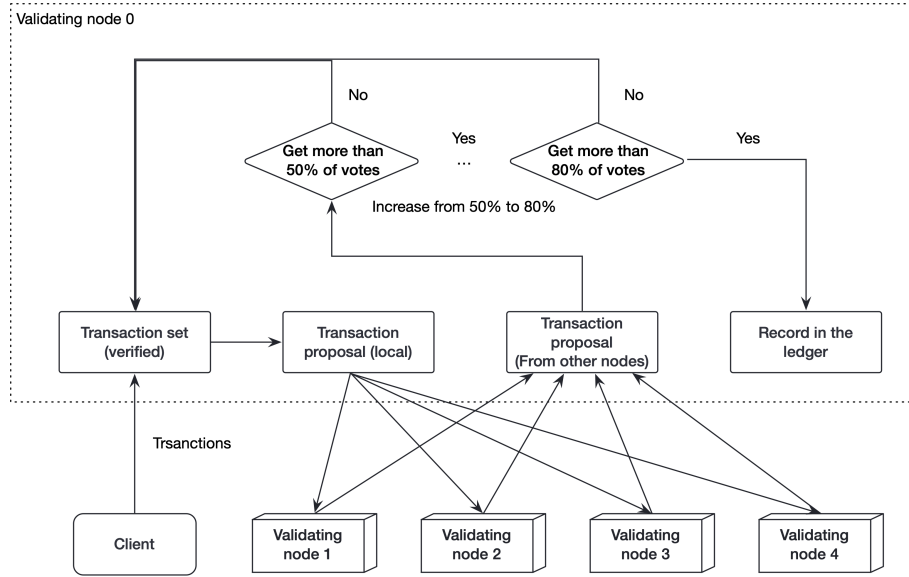 Validating node 0
No
No
Yes
Yes
Get more than
50% of votes
...
Get more than
80% of votes
Increase from 50% to 80%
Transaction set
(verified)
Transaction
proposal (local)
Transaction
proposal
(From other nodes)
Record in the
ledger
Trsanctions
Client
Validating
node 1
Validating
node 2
Validating
node 3
Validating
node 4